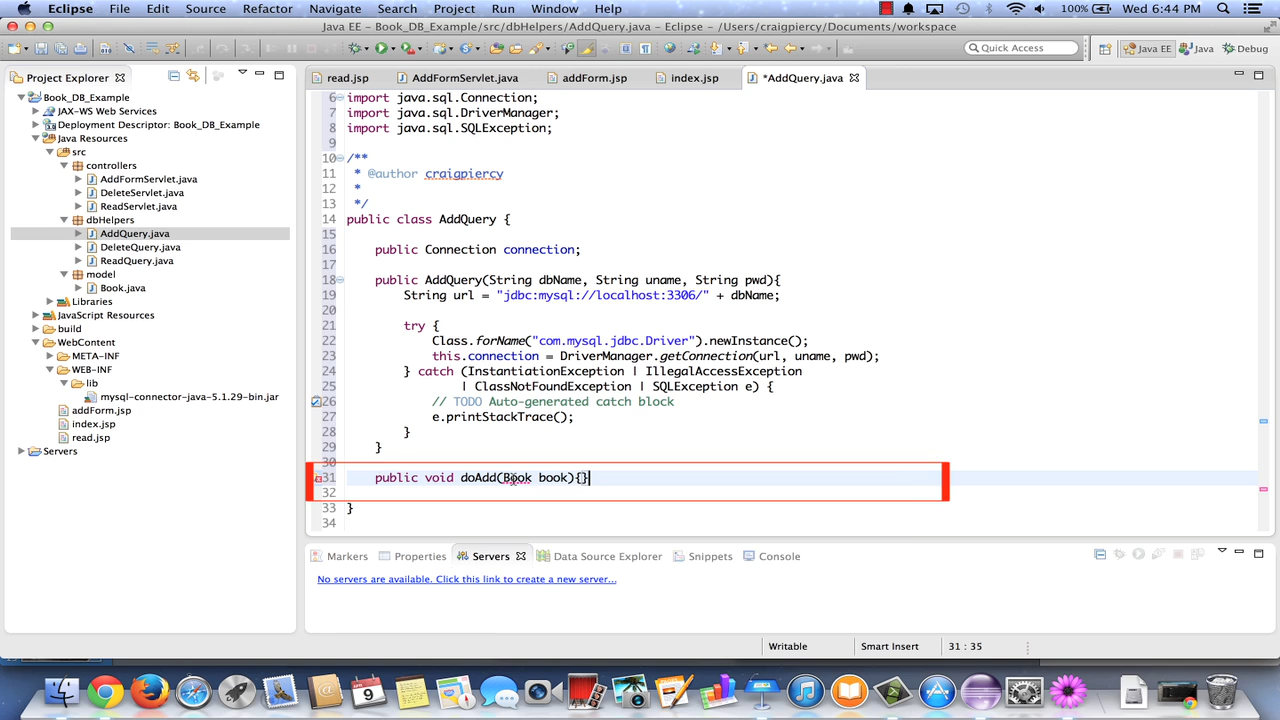 Eclipse File Edit Source Refactor Navigate Search Project Run Window Help 100% Wed 6:44 PM
Java EE - Book_DB_Example/src/dbHelpers/AddQuery.java - Eclipse - /Users/craigpiercy/Documents/workspace
Quick Access Java EE Java Debug
Project Explorer
Book_DB_Example
JAX-WS Web Services
Deployment Descriptor: Book_DB_Example
Java Resources
src
controllers
AddFormServlet.java
DeleteServlet.java
ReadServlet.java
dbHelpers
AddQuery.java
DeleteQuery.java
ReadQuery.java
model
Book.java
Libraries
JavaScript Resources
build
WebContent
META-INF
WEB-INF
lib
mysql-connector-java-5.1.29-bin.jar
addForm.jsp
index.jsp
read.jsp
Servers
read.jsp AddFormServlet.java addForm.jsp index.jsp *AddQuery.java
6 import java.sql.Connection;
7 import java.sql.DriverManager;
8 import java.sql.SQLException;
9
10 /**
11 * @author craigpiercy
12 *
13 */
14 public class AddQuery {
15
16 public Connection connection;
17
18 public AddQuery(String dbName, String uname, String pwd){
19 String url = "jdbc:mysql://localhost:3306/" + dbName;
20
21 try {
22 Class.forName("com.mysql.jdbc.Driver").newInstance();
23 this.connection = DriverManager.getConnection(url, uname, pwd);
24 } catch (InstantiationException | IllegalAccessException
25 | ClassNotFoundException | SQLException e) {
26 // TODO Auto-generated catch block
27 e.printStackTrace();
28 }
29 }
30
31 public void doAdd(Book book){}
32
33 }
34
Markers Properties Servers Data Source Explorer Snippets Console
No servers are available. Click this link to create a new server...
Writable Smart Insert 31 : 35